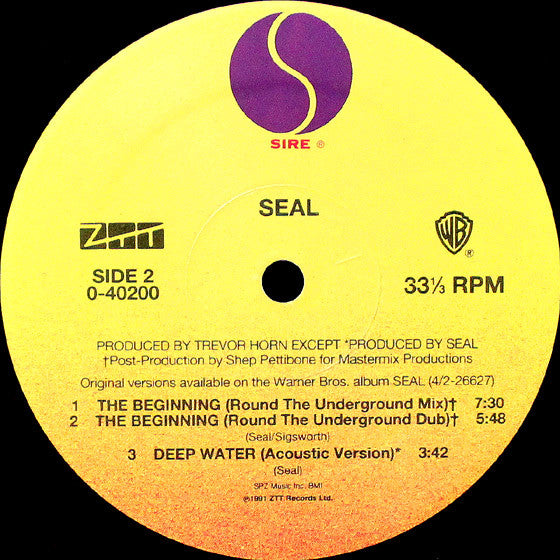 SIRE ®
SEAL
ZTT
WB ®
SIDE 2
0-40200
33⅓ RPM
PRODUCED BY TREVOR HORN EXCEPT *PRODUCED BY SEAL
†Post-Production by Shep Pettibone for Mastermix Productions
Original versions available on the Warner Bros. album SEAL (4/2-26627)
1 THE BEGINNING (Round The Underground Mix)† 7:30
2 THE BEGINNING (Round The Underground Dub)† 5:48
(Seal/Sigsworth)
3 DEEP WATER (Acoustic Version)* 3:42
(Seal)
SPZ Music Inc. BMI
℗1991 ZTT Records Ltd.